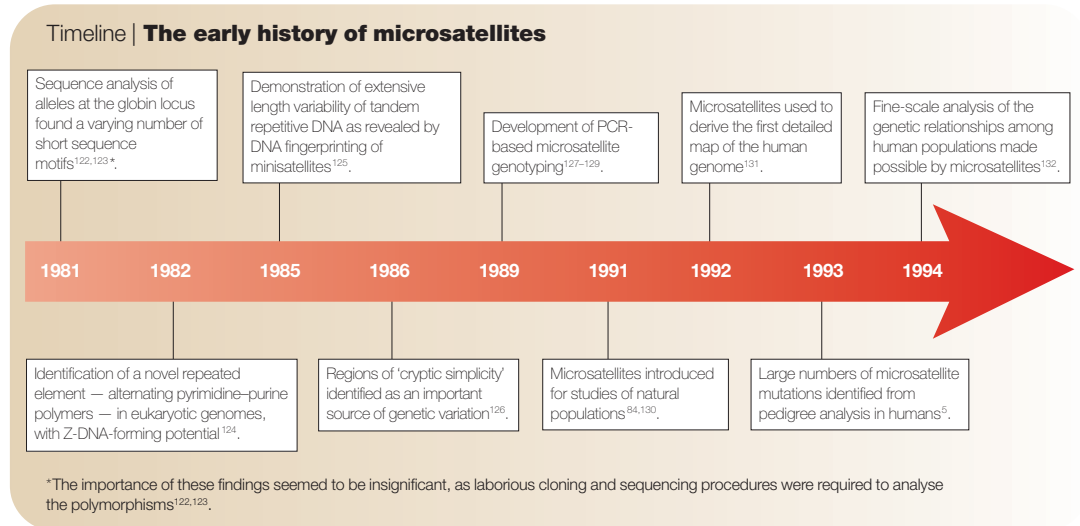 Timeline | The early history of microsatellites
Sequence analysis of
alleles at the globin locus
found a varying number of
short sequence
motifs122,123*.
Demonstration of extensive
length variability of tandem
repetitive DNA as revealed by
DNA fingerprinting of
minisatellites125.
Development of PCR-
based microsatellite
genotyping127–129.
Microsatellites used to
derive the first detailed
map of the human
genome131.
Fine-scale analysis of the
genetic relationships among
human populations made
possible by microsatellites132.
1981 1982 1985 1986 1989 1991 1992 1993 1994
Identification of a novel repeated
element — alternating pyrimidine–purine
polymers — in eukaryotic genomes,
with Z-DNA-forming potential124.
Regions of ‘cryptic simplicity’
identified as an important
source of genetic variation126.
Microsatellites introduced
for studies of natural
populations84,130.
Large numbers of microsatellite
mutations identified from
pedigree analysis in humans5.
*The importance of these findings seemed to be insignificant, as laborious cloning and sequencing procedures were required to analyse
the polymorphisms122,123.